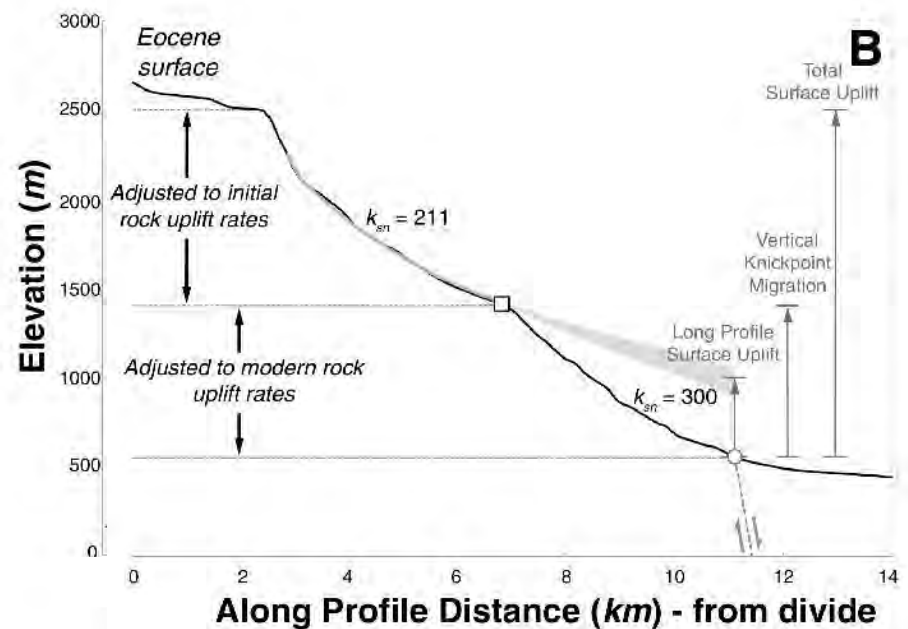 B
3000
2500
2000
1500
1000
500
0
Elevation (m)
Eocene
surface
Adjusted to initial
rock uplift rates
Adjusted to modern rock
uplift rates
ksn = 211
ksn = 300
Total
Surface Uplift
Vertical
Knickpoint
Migration
Long Profile
Surface Uplift
0 2 4 6 8 10 12 14
Along Profile Distance (km) - from divide